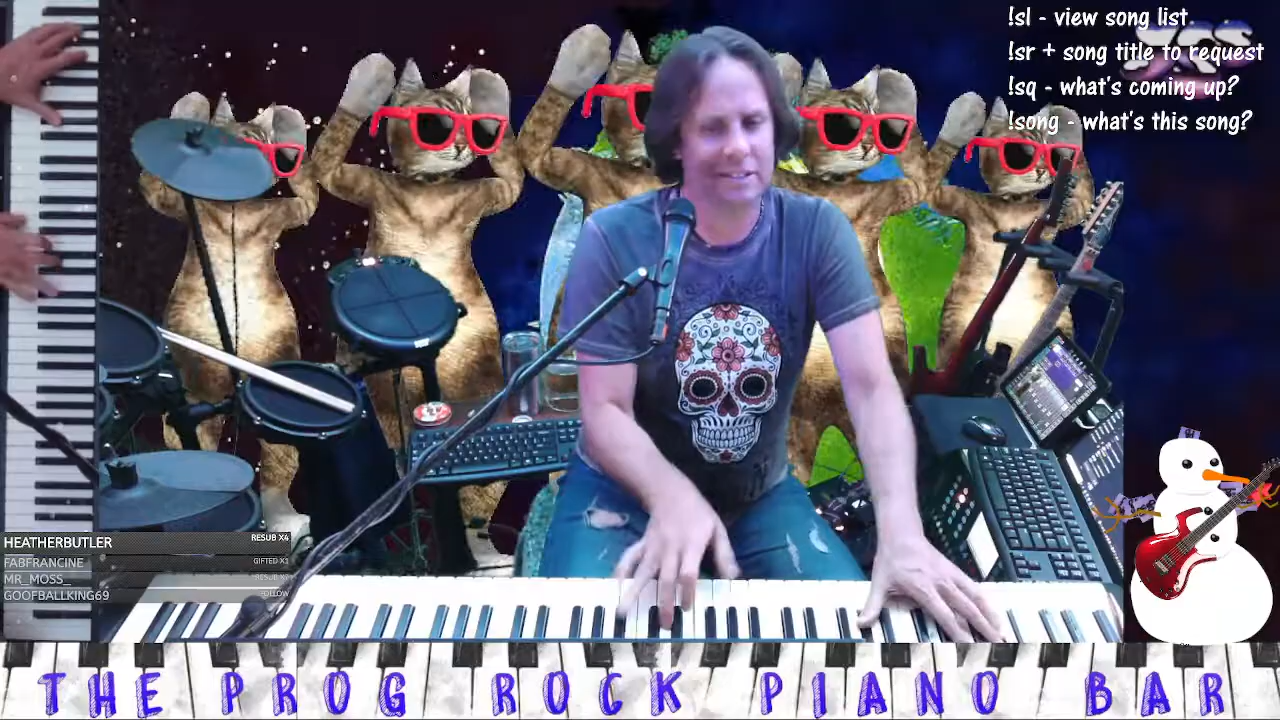 !sl - view song list
!sr + song title to request
!sq - what's coming up?
!song - what's this song?
HEATHERBUTLER RESUB X4
FABFRANCINE GIFTED X1
MR_MOSS_
GOOFBALLKING69 FOLLOW
THE PROG ROCK PIANO BAR